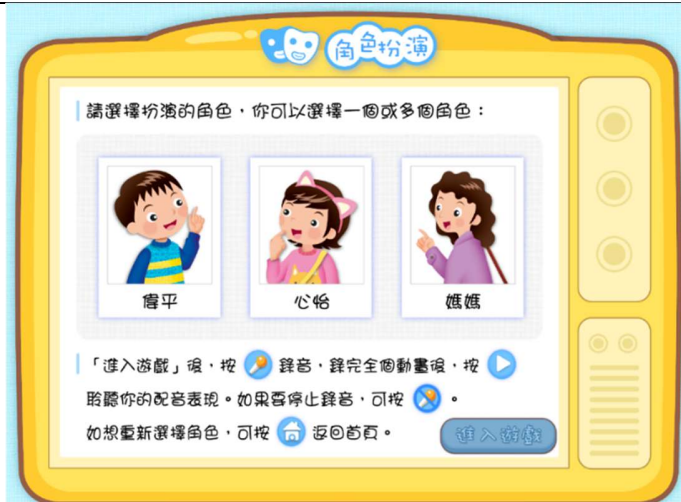 角色扮演
請選擇扮演的角色，你可以選擇一個或多個角色：
偉平
心怡
媽媽
「進入遊戲」後，按 錄音，錄完全個動畫後，按
聆聽你的配音表現。如果要停止錄音，可按 。
如想重新選擇角色，可按 返回首頁。
進入遊戲